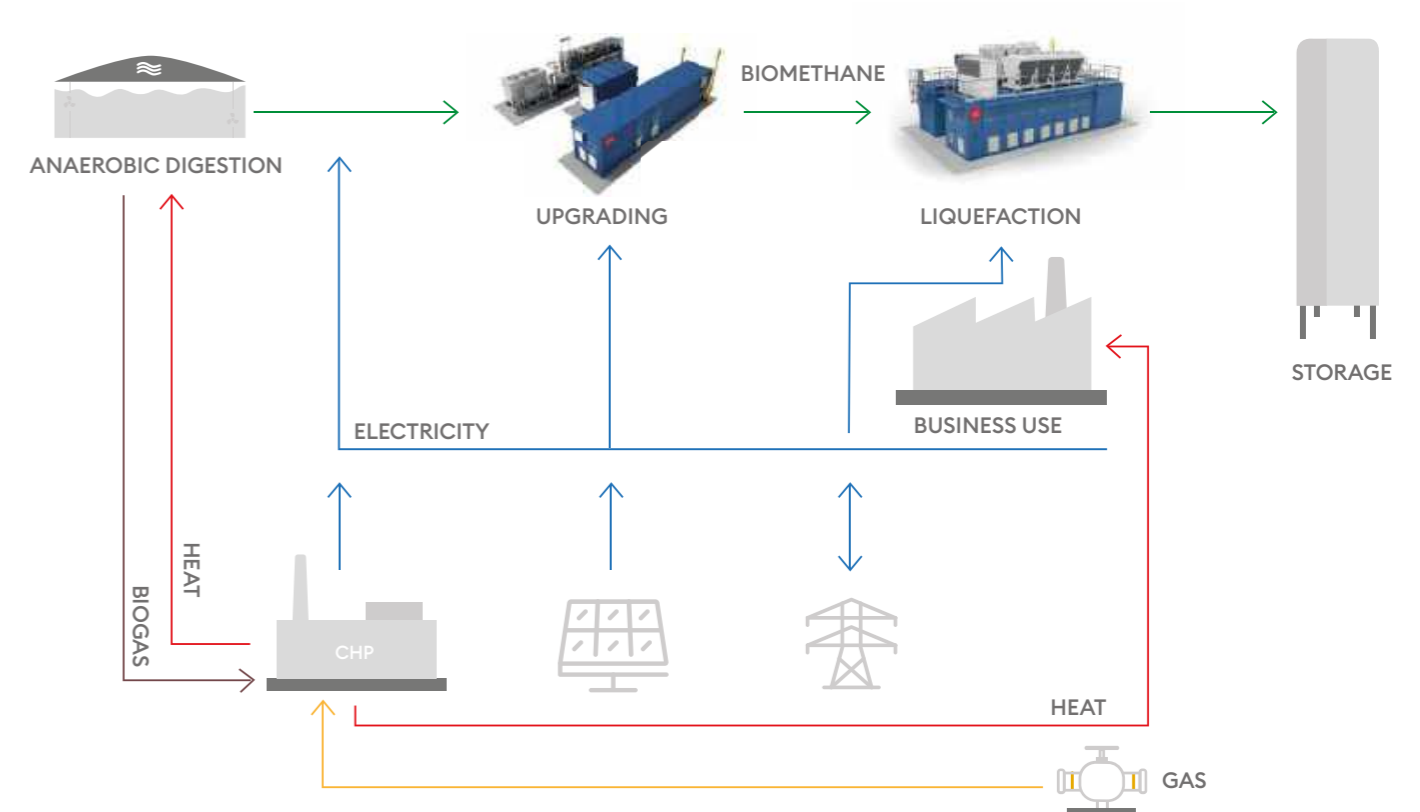 BIOMETHANE
ANAEROBIC DIGESTION
UPGRADING
LIQUEFACTION
STORAGE
ELECTRICITY
BUSINESS USE
HEAT
BIOGAS
CHP
HEAT
GAS